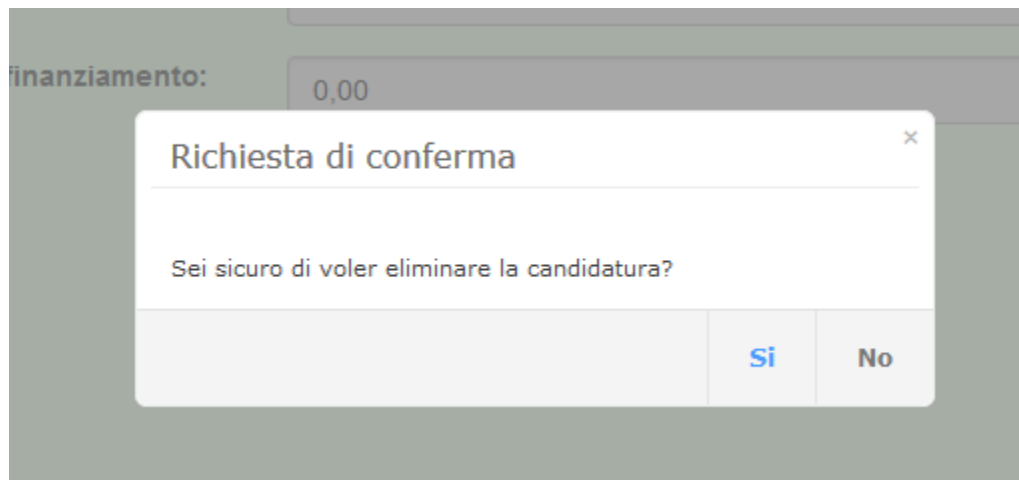 finanziamento:
0,00
Richiesta di conferma
×
Sei sicuro di voler eliminare la candidatura?
Si
No